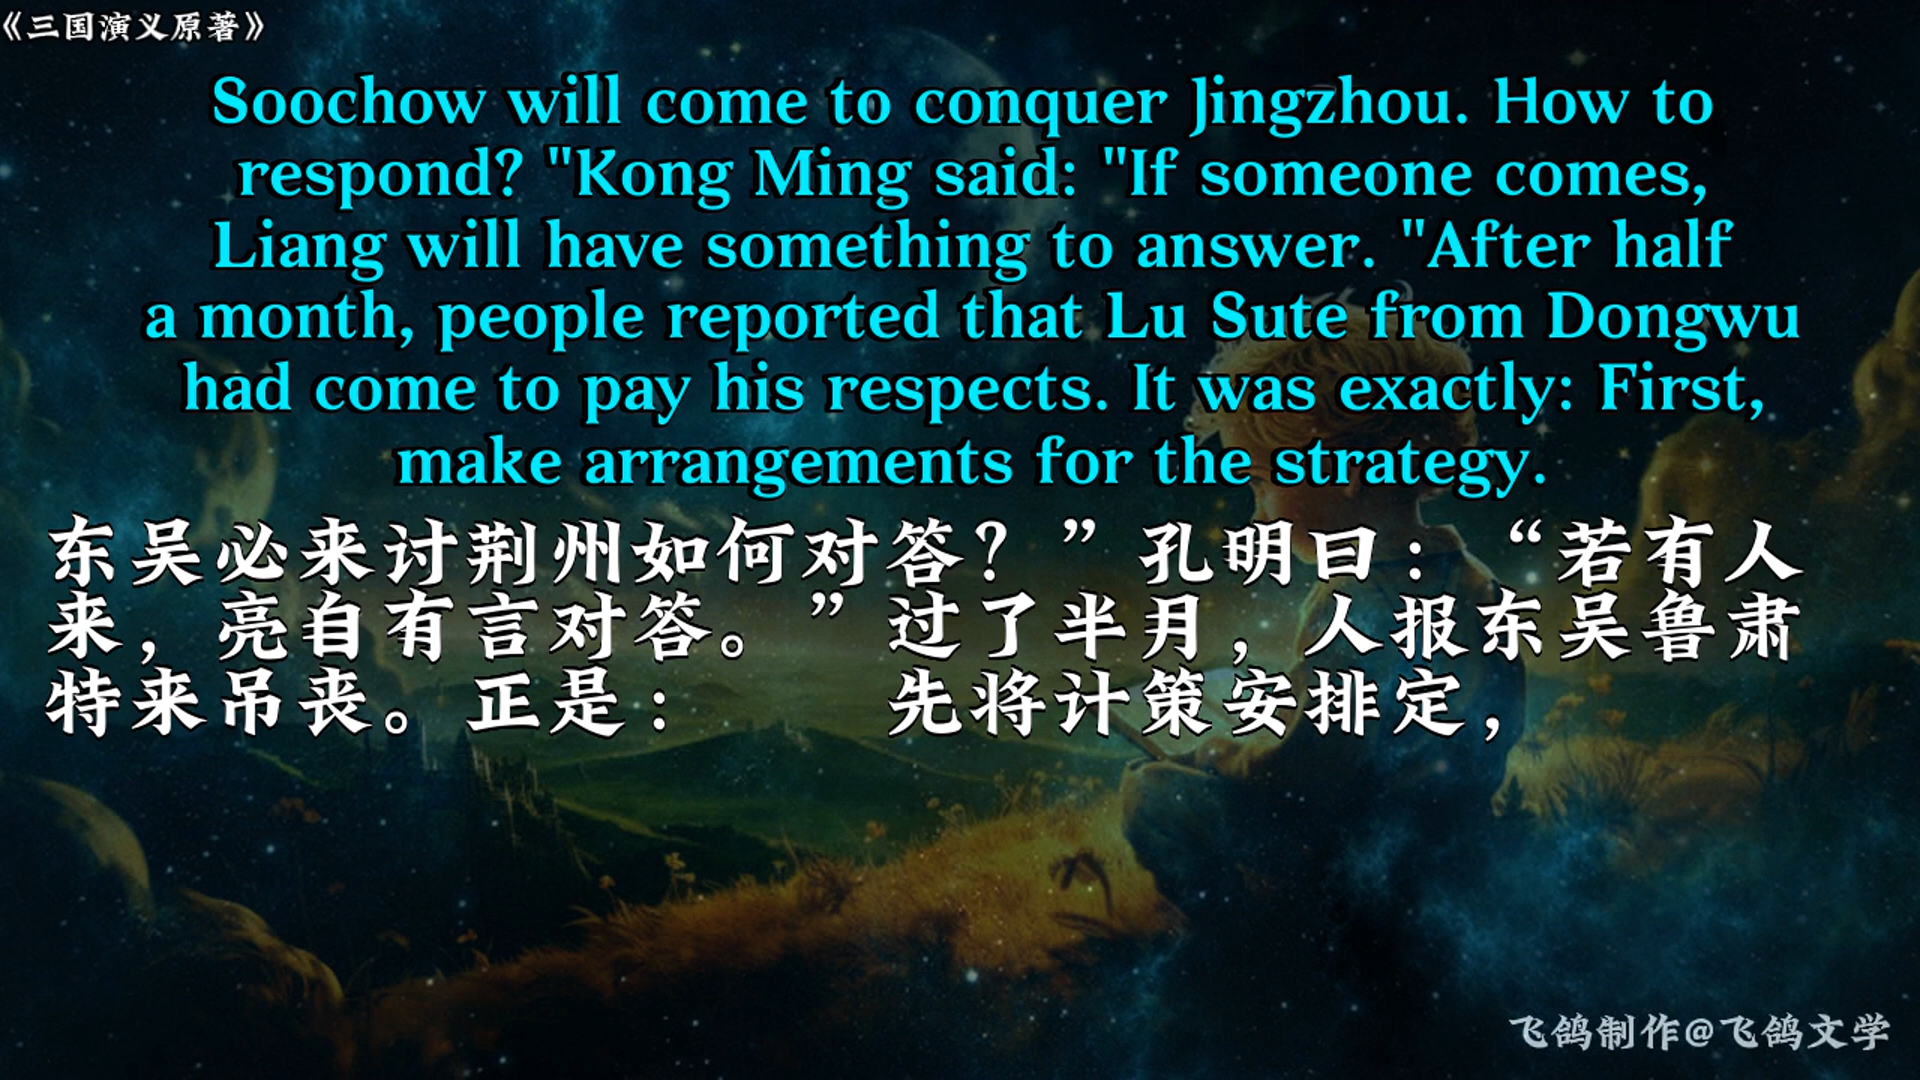 《三国演义原著》
Soochow will come to conquer Jingzhou. How to
respond? "Kong Ming said: "If someone comes,
Liang will have something to answer. "After half
a month, people reported that Lu Sute from Dongwu
had come to pay his respects. It was exactly: First,
make arrangements for the strategy.
东吴必来讨荆州如何对答？”孔明曰：“若有人
来，亮自有言对答。”过了半月，人报东吴鲁肃
特来吊丧。正是：　　先将计策安排定，
飞鸽制作@飞鸽文学